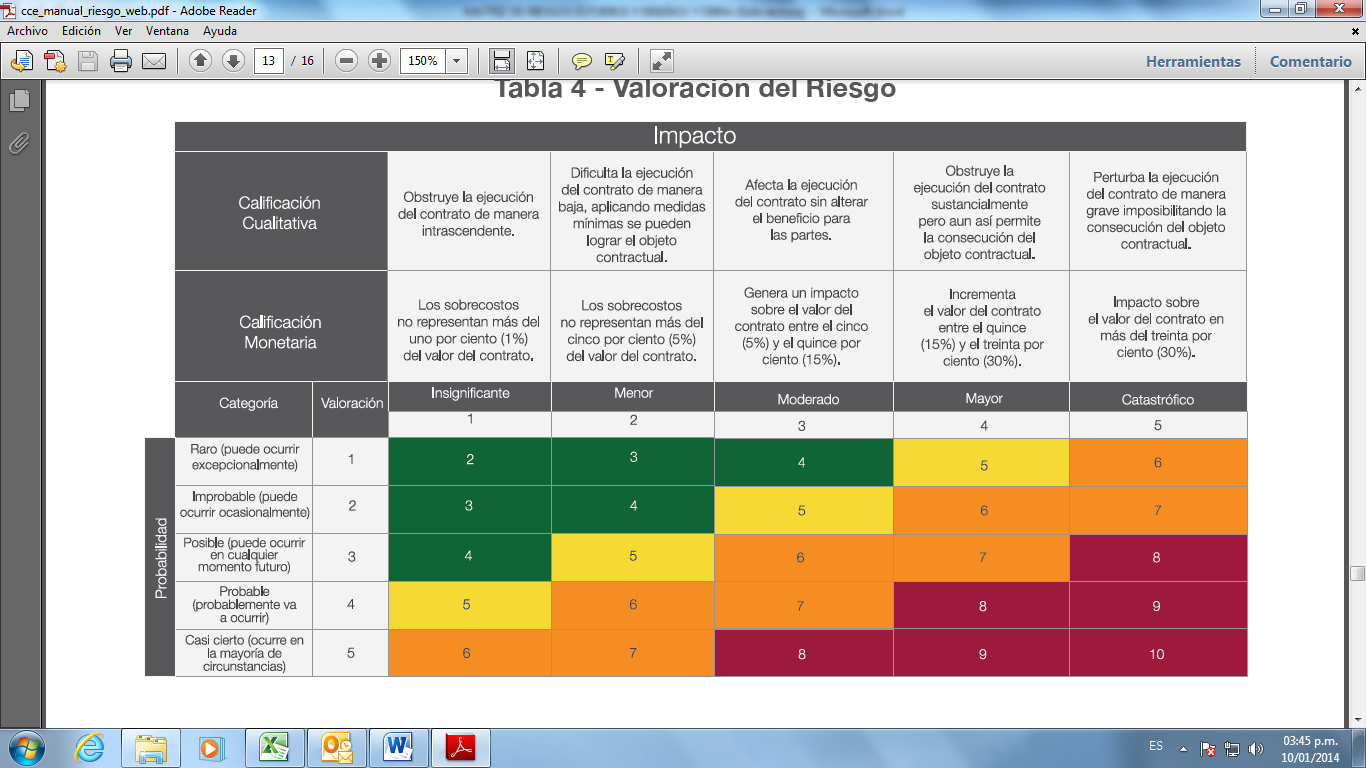 cce_manual_riesgo_web.pdf - Adobe Reader
Archivo Edición Ver Ventana Ayuda
13 / 16 150% Herramientas Comentario
Tabla 4 - Valoración del Riesgo
Impacto
Calificación
Cualitativa
Obstruye la ejecución
del contrato de manera
intrascendente.
Dificulta la ejecución
del contrato de manera
baja, aplicando medidas
mínimas se pueden
lograr el objeto
contractual.
Afecta la ejecución
del contrato sin alterar
el beneficio para
las partes.
Obstruye la
ejecución del contrato
sustancialmente
pero aun así permite
la consecución del
objeto contractual.
Perturba la ejecución
del contrato de manera
grave imposibilitando la
consecución del objeto
contractual.
Calificación
Monetaria
Los sobrecostos
no representan más del
uno por ciento (1%)
del valor del contrato.
Los sobrecostos
no representan más del
cinco por ciento (5%)
del valor del contrato.
Genera un impacto
sobre el valor del
contrato entre el cinco
(5%) y el quince por
ciento (15%).
Incrementa
el valor del contrato
entre el quince
(15%) y el treinta por
ciento (30%).
Impacto sobre
el valor del contrato en
más del treinta por
ciento (30%).
Categoría Valoración Insignificante Menor Moderado Mayor Catastrófico
1 2 3 4 5
Probabilidad
Raro (puede ocurrir
excepcionalmente)
1 2 3 4 5 6
Improbable (puede
ocurrir ocasionalmente)
2 3 4 5 6 7
Posible (puede ocurrir
en cualquier
momento futuro)
3 4 5 6 7 8
Probable
(probablemente va
a ocurrir)
4 5 6 7 8 9
Casi cierto (ocurre en
la mayoría de
circunstancias)
5 6 7 8 9 10
ES 03:45 p.m.
10/01/2014